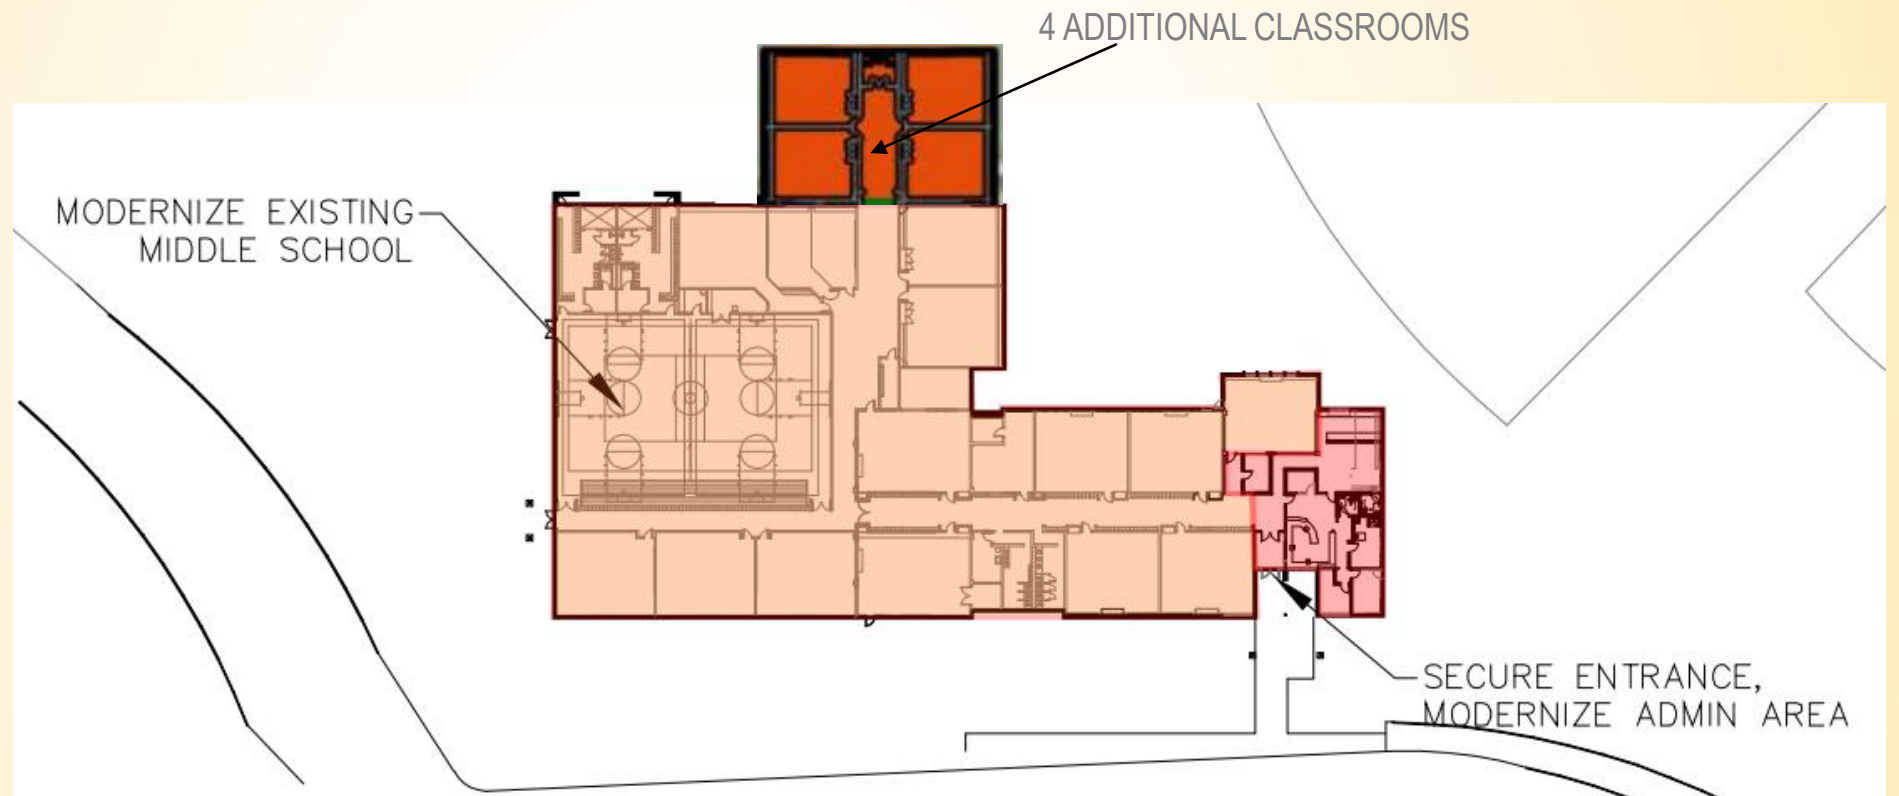 4 ADDITIONAL CLASSROOMS
MODERNIZE EXISTING
MIDDLE SCHOOL
SECURE ENTRANCE,
MODERNIZE ADMIN AREA